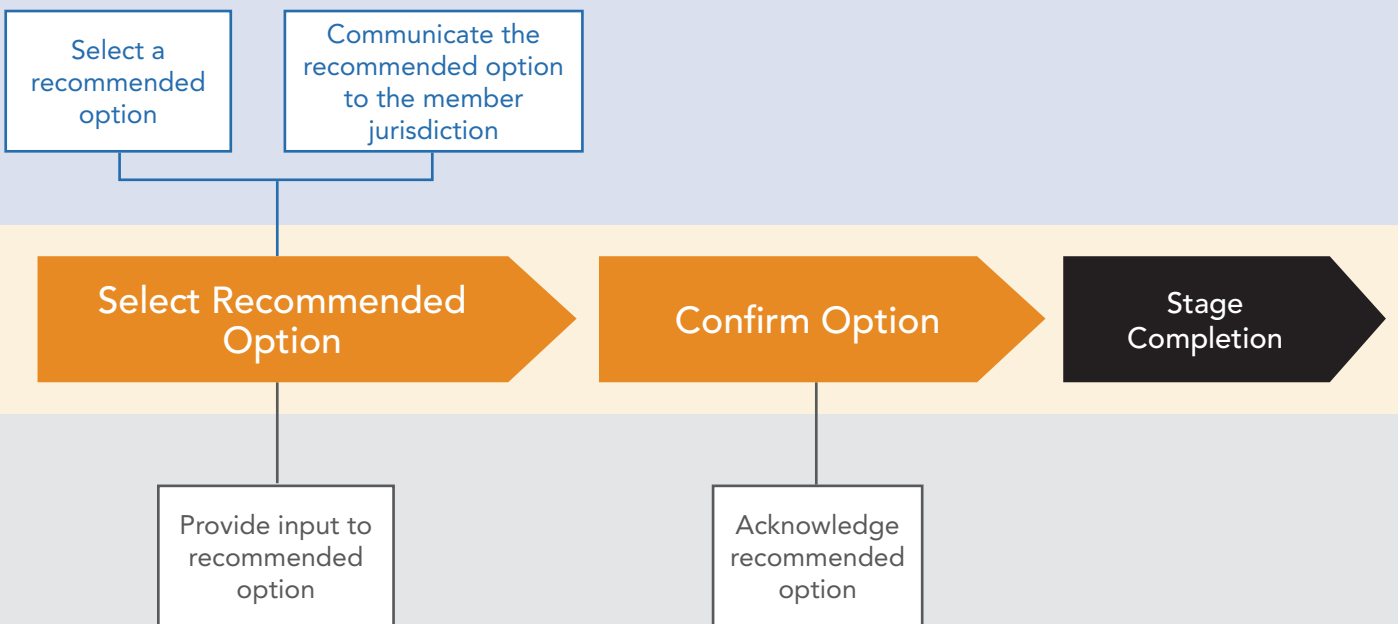 Select a
recommended
option
Communicate the
recommended option
to the member
jurisdiction
Select Recommended
Option
Confirm Option
Stage
Completion
Provide input to
recommended
option
Acknowledge
recommended
option